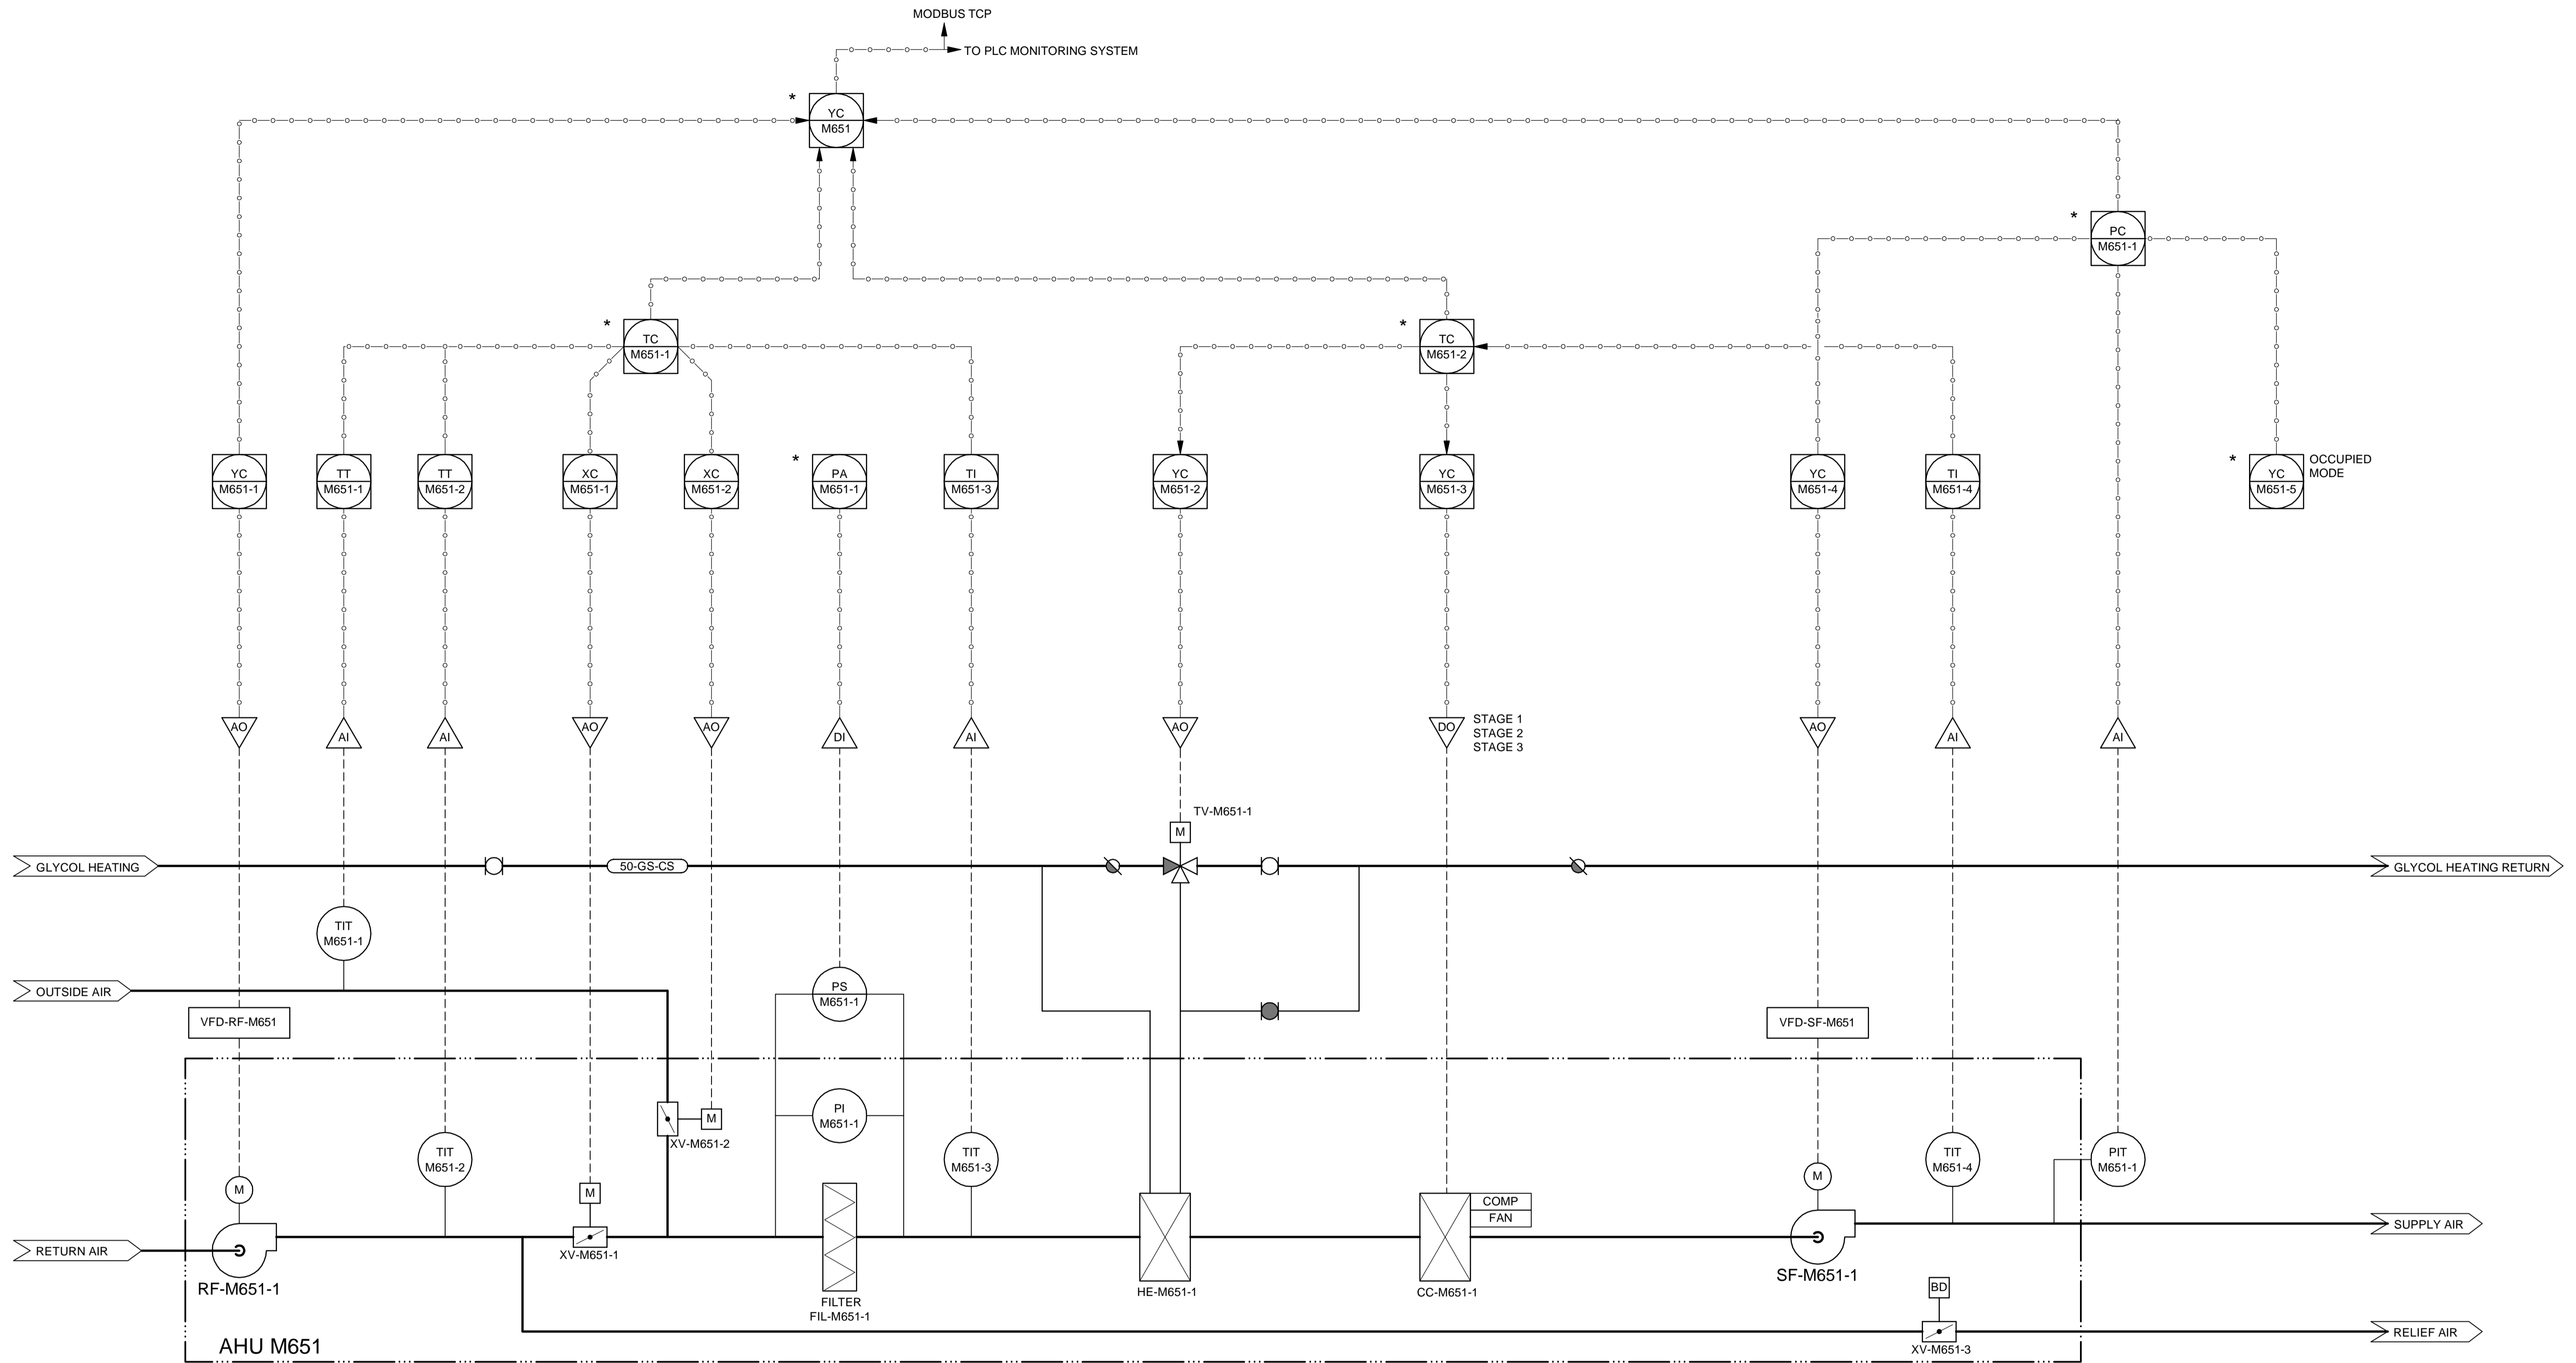 MODBUS TCP
TO PLC MONITORING SYSTEM
*
YC
M651
*
PC
M651-1
*
TC
M651-1
*
TC
M651-2
YC
M651-1
TT
M651-1
TT
M651-2
XC
M651-1
XC
M651-2
*
PA
M651-1
TI
M651-3
YC
M651-2
YC
M651-3
YC
M651-4
TI
M651-4
*
YC
M651-5
OCCUPIED
MODE
AO
AI
AI
AO
AO
DI
AI
AO
DO
STAGE 1
STAGE 2
STAGE 3
AO
AI
AI
TV-M651-1
M
GLYCOL HEATING
50-GS-CS
GLYCOL HEATING RETURN
TIT
M651-1
OUTSIDE AIR
PS
M651-1
VFD-RF-M651
VFD-SF-M651
PI
M651-1
M
XV-M651-2
TIT
M651-2
TIT
M651-3
TIT
M651-4
PIT
M651-1
M
M
M
COMP
FAN
SUPPLY AIR
RETURN AIR
XV-M651-1
RF-M651-1
SF-M651-1
FILTER
FIL-M651-1
HE-M651-1
CC-M651-1
BD
RELIEF AIR
XV-M651-3
AHU M651